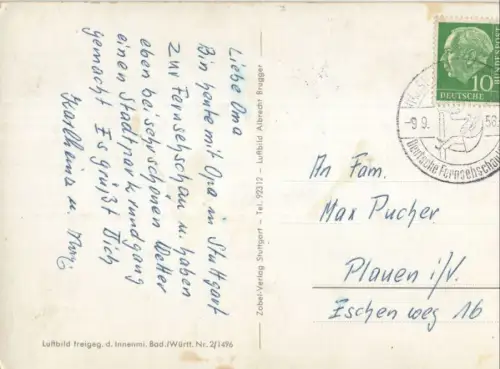 Liebe Oma
Bin heute mit Opa in Stuttgart
zur Fernsehschau u. haben
eben bei sehr schönen Wetter
einen Stadtparkrundgang
gemacht Es grüßt Dich
Karlheinz u.
Zobel-Verlag Stuttgart - Tel. 92312 - Luftbild Albrecht Brugger
10
DEUTSCHE
BUNDESPOST
-9 9. 56
Deutsche Fernsehschau
An Fam.
Max Pucher
Plauen i/V.
Eschenweg 16
Luftbild freigeg. d. Innenmi. Bad./Württ. Nr. 2/1496